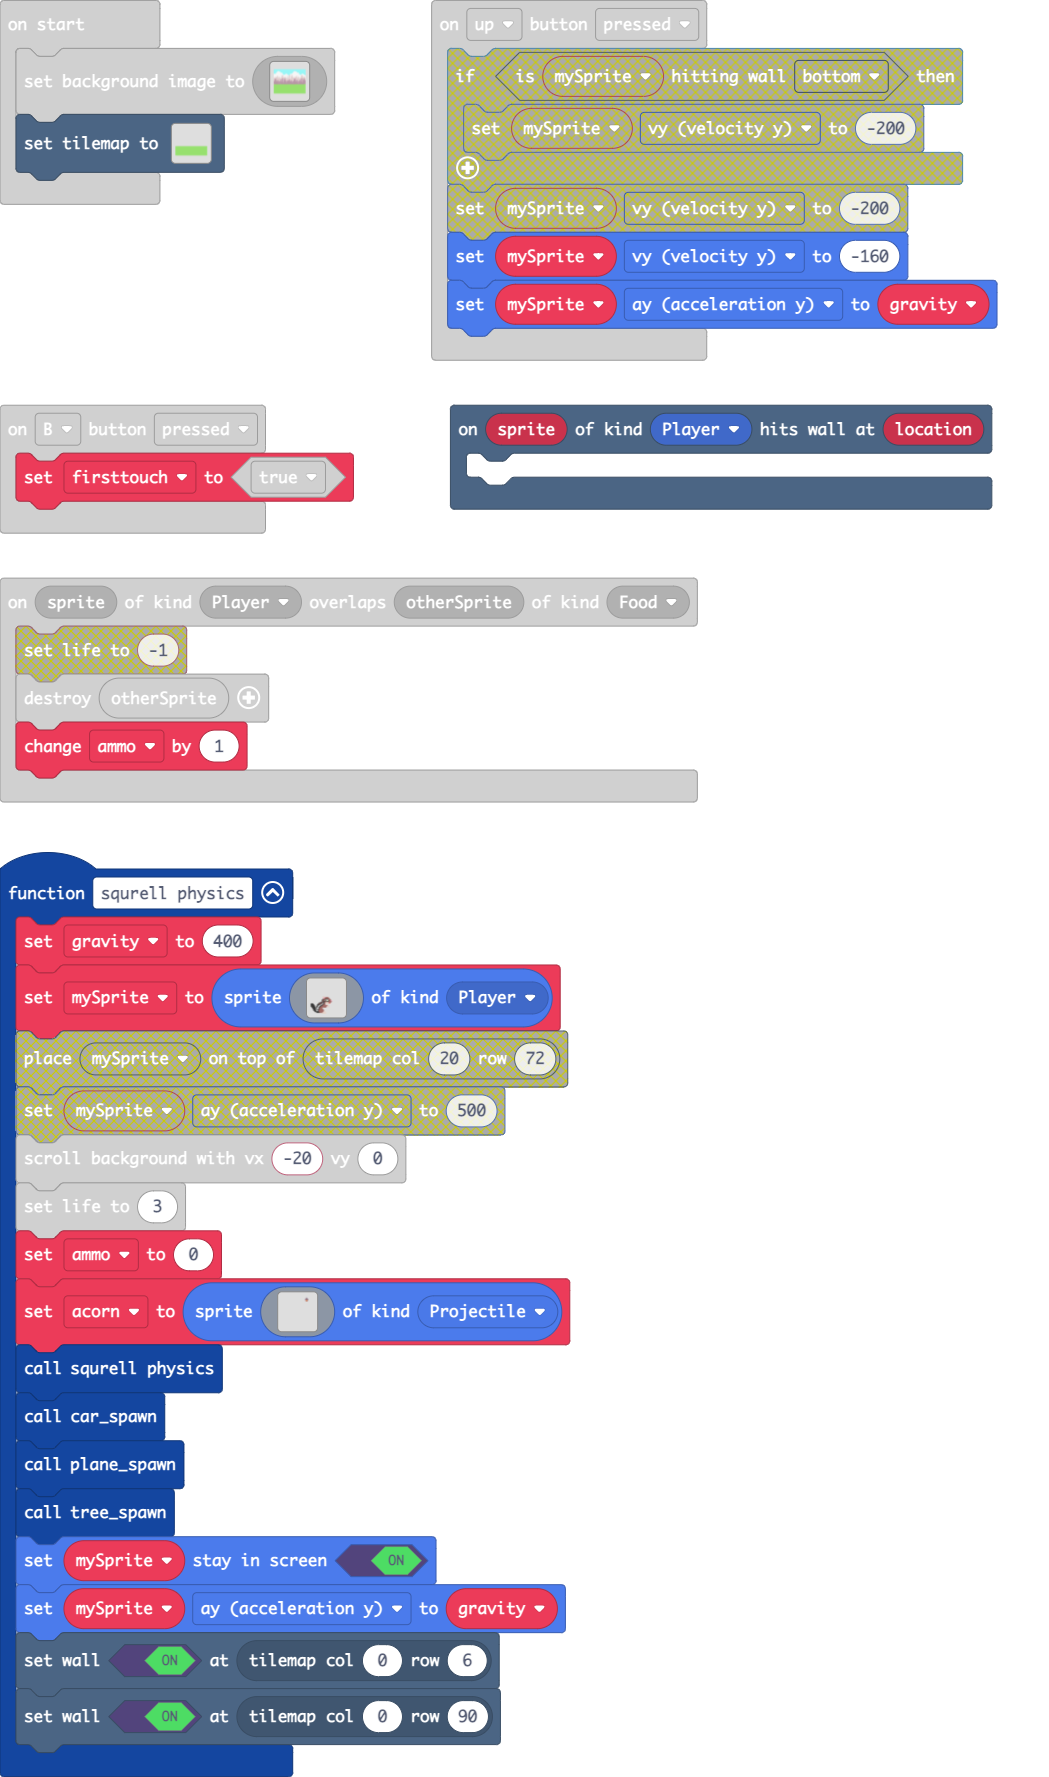 on start
set background image to
set tilemap to
on up button pressed
if is mySprite hitting wall bottom then
set mySprite vy (velocity y) to -200
set mySprite vy (velocity y) to -200
set mySprite vy (velocity y) to -160
set mySprite ay (acceleration y) to gravity
on B button pressed
set firsttouch to true
on sprite of kind Player hits wall at location
on sprite of kind Player overlaps otherSprite of kind Food
set life to -1
destroy otherSprite
change ammo by 1
function squrell physics
set gravity to 400
set mySprite to sprite of kind Player
place mySprite on top of tilemap col 20 row 72
set mySprite ay (acceleration y) to 500
scroll background with vx -20 vy 0
set life to 3
set ammo to 0
set acorn to sprite of kind Projectile
call squrell physics
call car_spawn
call plane_spawn
call tree_spawn
set mySprite stay in screen ON
set mySprite ay (acceleration y) to gravity
set wall ON at tilemap col 0 row 6
set wall ON at tilemap col 0 row 90